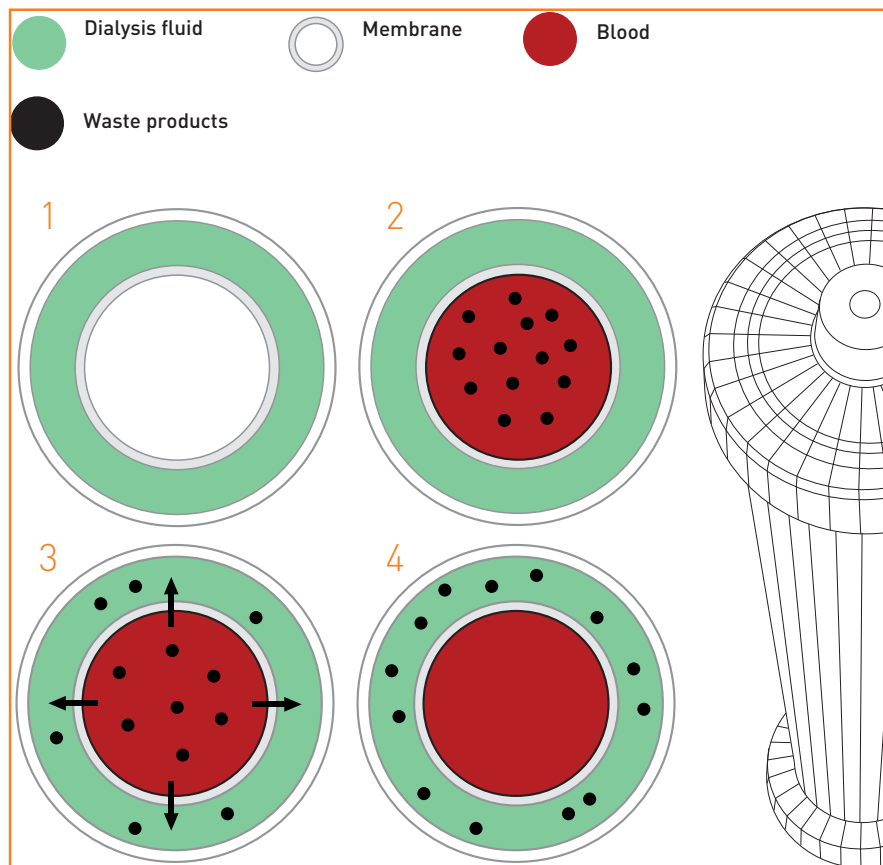 Dialysis fluid
Membrane
Blood
Waste products
1
2
3
4